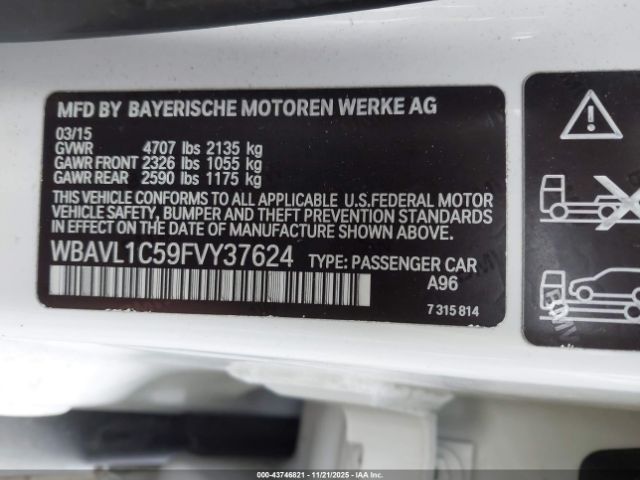 MFD BY BAYERISCHE MOTOREN WERKE AG
03/15
GVWR 4707 lbs 2135 kg
GAWR FRONT 2326 lbs 1055 kg
GAWR REAR 2590 lbs 1175 kg
THIS VEHICLE CONFORMS TO ALL APPLICABLE U.S.FEDERAL MOTOR
VEHICLE SAFETY, BUMPER AND THEFT PREVENTION STANDARDS
IN EFFECT ON THE DATE OF MANUFACTURE SHOWN ABOVE.
WBAVL1C59FVY37624 TYPE: PASSENGER CAR
A96
7 315 814
000-43746821 - 11/21/2025 - IAAI.ca